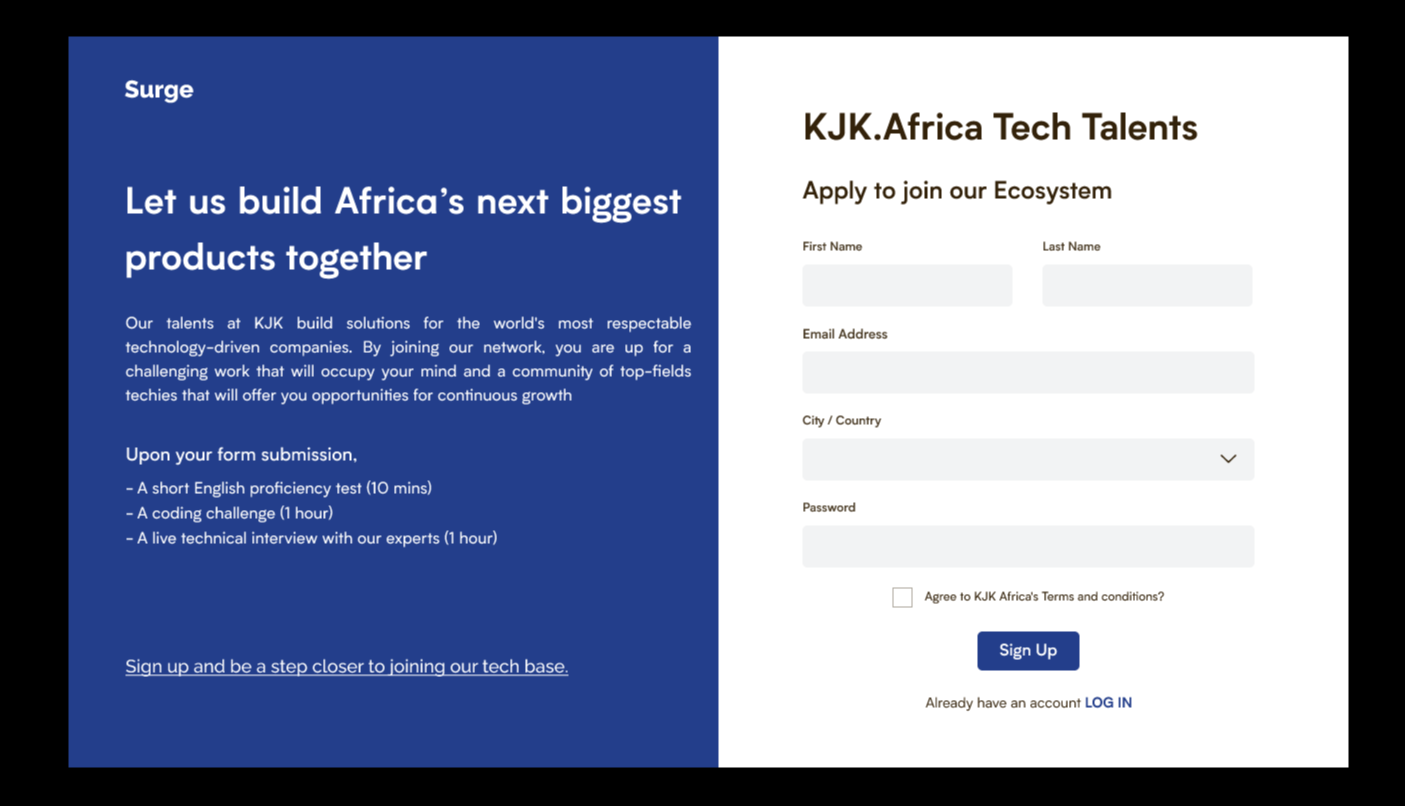 Surge
Let us build Africa's next biggest
products together
Our talents at KJK build solutions for the world's most respectable
technology-driven companies. By joining our network, you are up for a
challenging work that will occupy your mind and a community of top-fields
techies that will offer you opportunities for continuous growth
Upon your form submission,
- A short English proficiency test (10 mins)
- A coding challenge (1 hour)
- A live technical interview with our experts (1 hour)
Sign up and be a step closer to joining our tech base.
KJK.Africa Tech Talents
Apply to join our Ecosystem
First Name Last Name
Email Address
City / Country
Password
Agree to KJK Africa's Terms and conditions?
Sign Up
Already have an account LOG IN